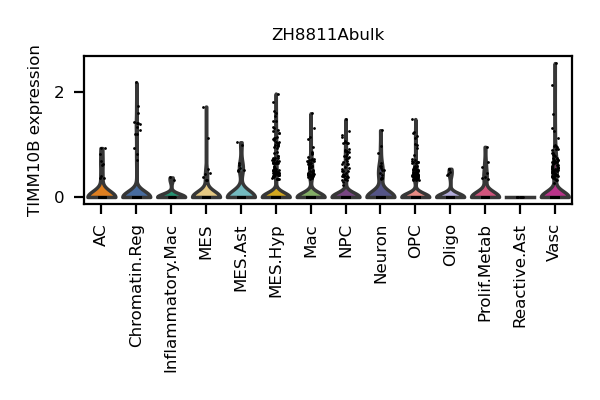 ZH8811Abulk
TIMM10B expression
2
0
AC
Chromatin.Reg
Inflammatory.Mac
MES
MES.Ast
MES.Hyp
Mac
NPC
Neuron
OPC
Oligo
Prolif.Metab
Reactive.Ast
Vasc